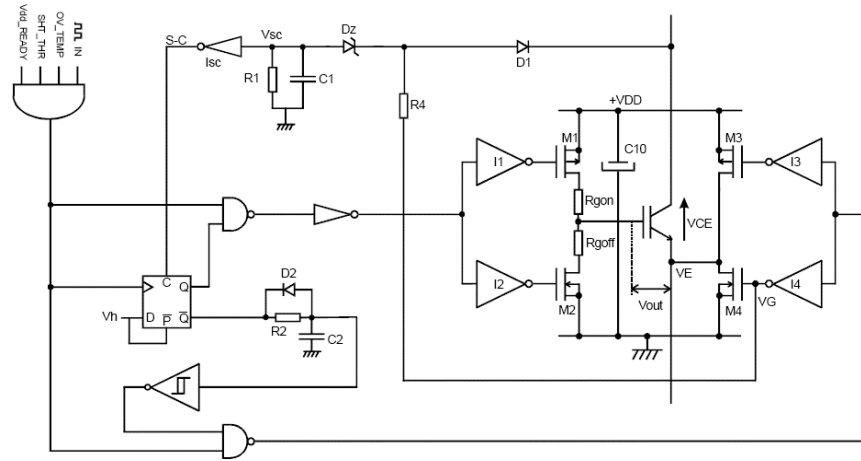 Vdd_READY
SHT_THR
OV_TEMP
IN
S-C
Isc
Vsc
Dz
D1
R1
C1
R4
+VDD
M1
M3
I1
C10
I3
Rgon
VCE
Rgoff
VE
I2
M2
Vout
M4
VG
I4
C
Q
D2
Vh
D
P
Q
R2
C2